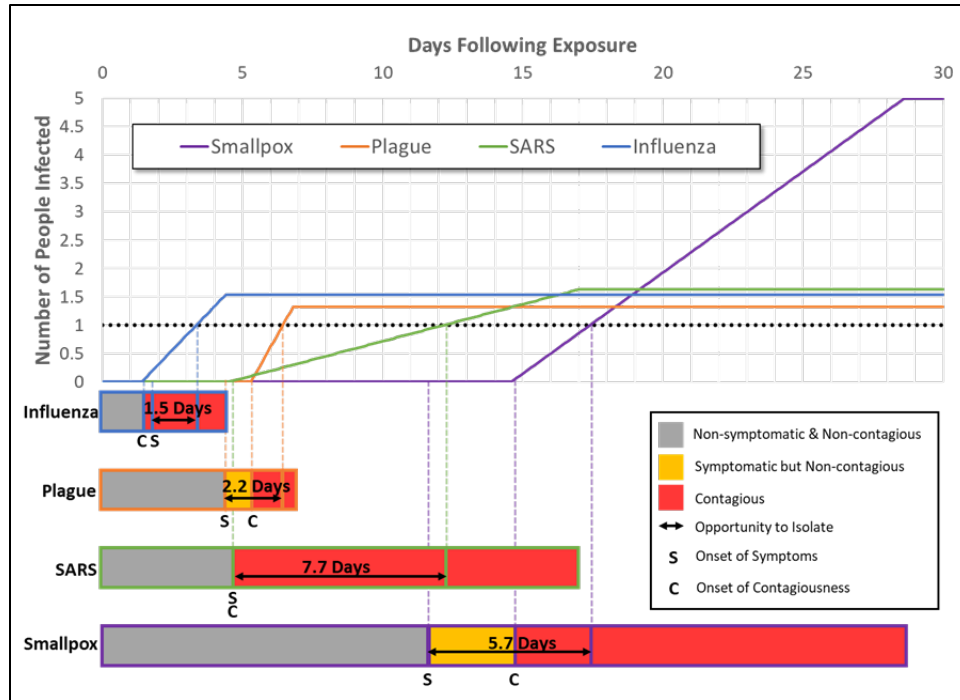 Days Following Exposure
0 5 10 15 20 25 30
Number of People Infected
5
4.5
4
3.5
3
2.5
2
1.5
1
0.5
0
Smallpox Plague SARS Influenza
Influenza
1.5 Days
C S
Plague
2.2 Days
S C
SARS
7.7 Days
S
C
Smallpox
5.7 Days
S C
Non-symptomatic & Non-contagious
Symptomatic but Non-contagious
Contagious
Opportunity to Isolate
S Onset of Symptoms
C Onset of Contagiousness